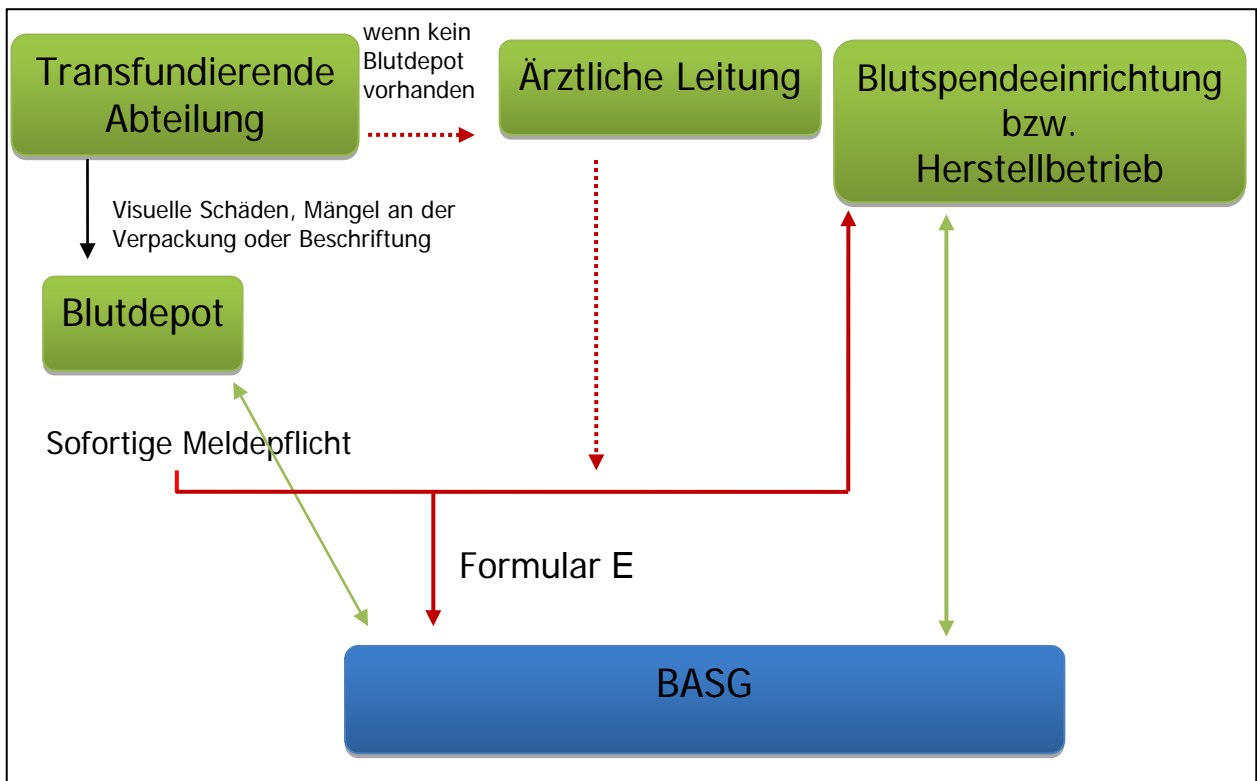 Transfundierende
Abteilung
wenn kein
Blutdepot
vorhanden
Ärztliche Leitung
Blutspendeeinrichtung
bzw.
Herstellbetrieb
Visuelle Schäden, Mängel an der
Verpackung oder Beschriftung
Blutdepot
Sofortige Meldepflicht
Formular E
BASG